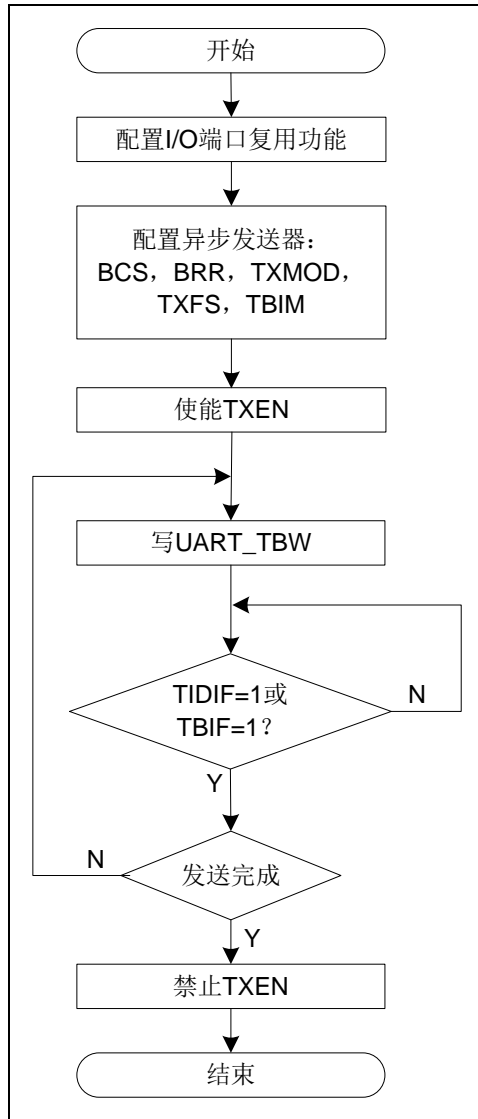 开始
配置I/O端口复用功能
配置异步发送器:
BCS，BRR，TXMOD，
TXFS，TBIM
使能TXEN
写UART_TBW
TIDIF=1或
TBIF=1?
N
Y
发送完成
N
Y
禁止TXEN
结束